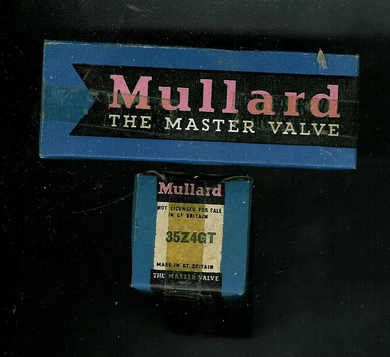 Mullard
THE MASTER VALVE
Mullard
NOT LICENSED FOR SALE
IN GT BRITAIN
35Z4GT
MADE IN GT. BRITAIN
THE MASTER VALVE